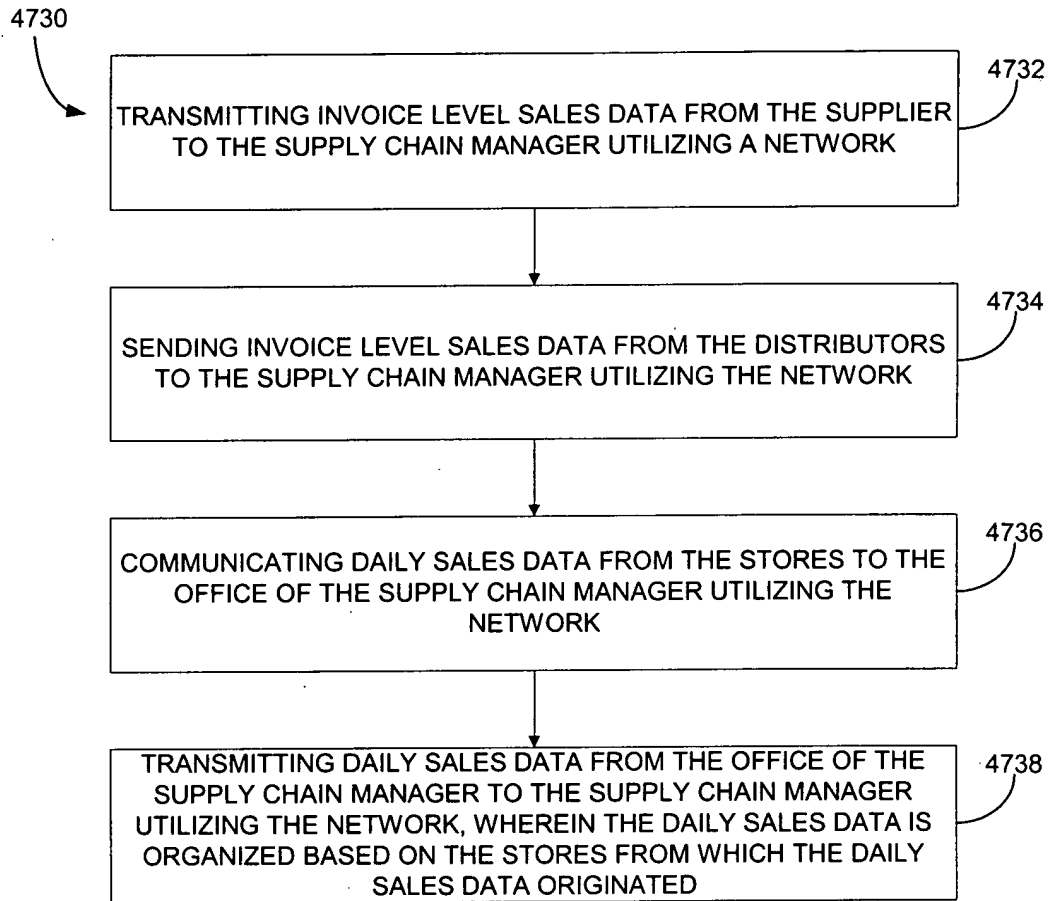 4730
4732
TRANSMITTING INVOICE LEVEL SALES DATA FROM THE SUPPLIER
TO THE SUPPLY CHAIN MANAGER UTILIZING A NETWORK
4734
SENDING INVOICE LEVEL SALES DATA FROM THE DISTRIBUTORS
TO THE SUPPLY CHAIN MANAGER UTILIZING THE NETWORK
4736
COMMUNICATING DAILY SALES DATA FROM THE STORES TO THE
OFFICE OF THE SUPPLY CHAIN MANAGER UTILIZING THE
NETWORK
4738
TRANSMITTING DAILY SALES DATA FROM THE OFFICE OF THE
SUPPLY CHAIN MANAGER TO THE SUPPLY CHAIN MANAGER
UTILIZING THE NETWORK, WHEREIN THE DAILY SALES DATA IS
ORGANIZED BASED ON THE STORES FROM WHICH THE DAILY
SALES DATA ORIGINATED